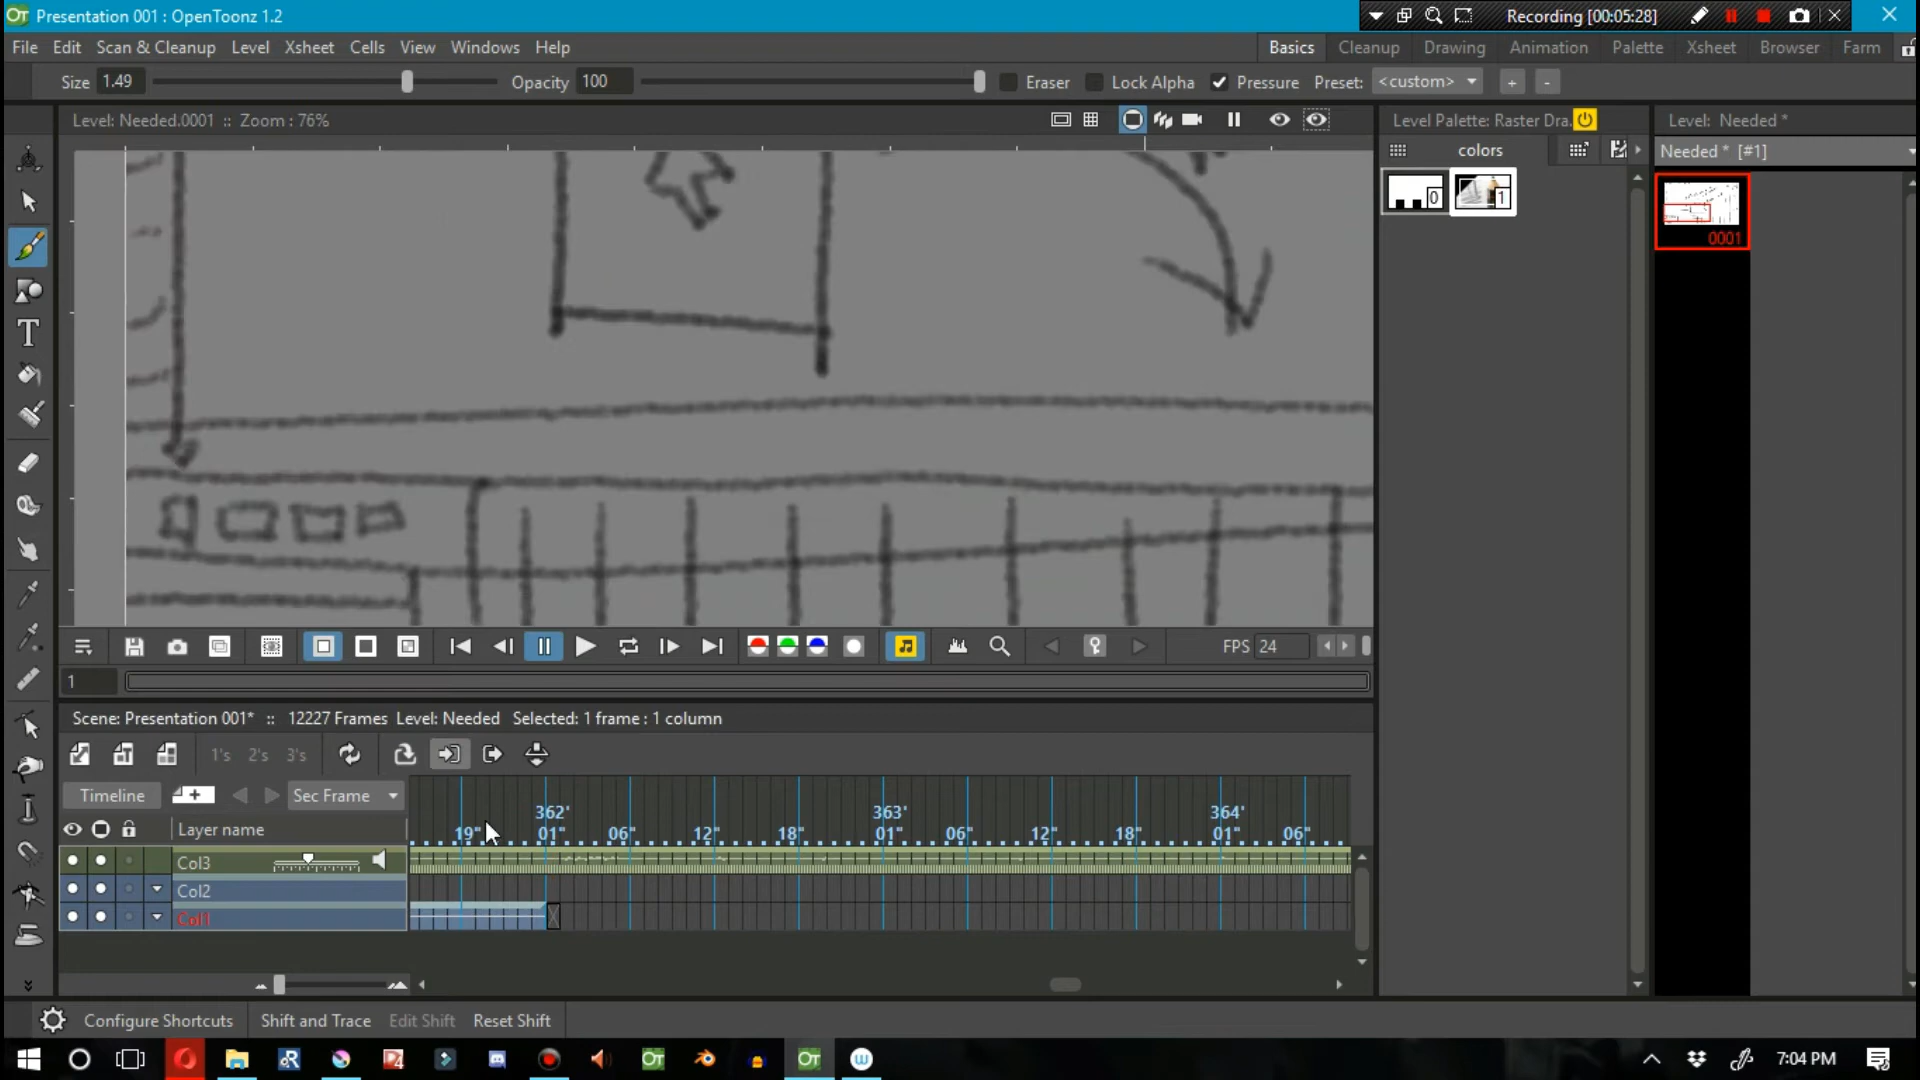 Presentation 001 : OpenToonz 1.2
Recording [00:05:28]
File Edit Scan & Cleanup Level Xsheet Cells View Windows Help
Basics Cleanup Drawing Animation Palette Xsheet Browser Farm
Size 1.49 Opacity 100 Eraser Lock Alpha Pressure Preset: <custom> + -
Level: Needed.0001 :: Zoom : 76%
Level Palette: Raster Dra.
Level: Needed *
colors
Needed * [#1]
0 1
0001
FPS 24
1
Scene: Presentation 001* :: 12227 Frames Level: Needed Selected: 1 frame : 1 column
1's 2's 3's
Timeline Sec Frame
362' 363' 364'
19" 01" 06" 12" 18" 01" 06" 12" 18" 01" 06"
Layer name
Col3
Col2
Col1
Configure Shortcuts Shift and Trace Edit Shift Reset Shift
7:04 PM